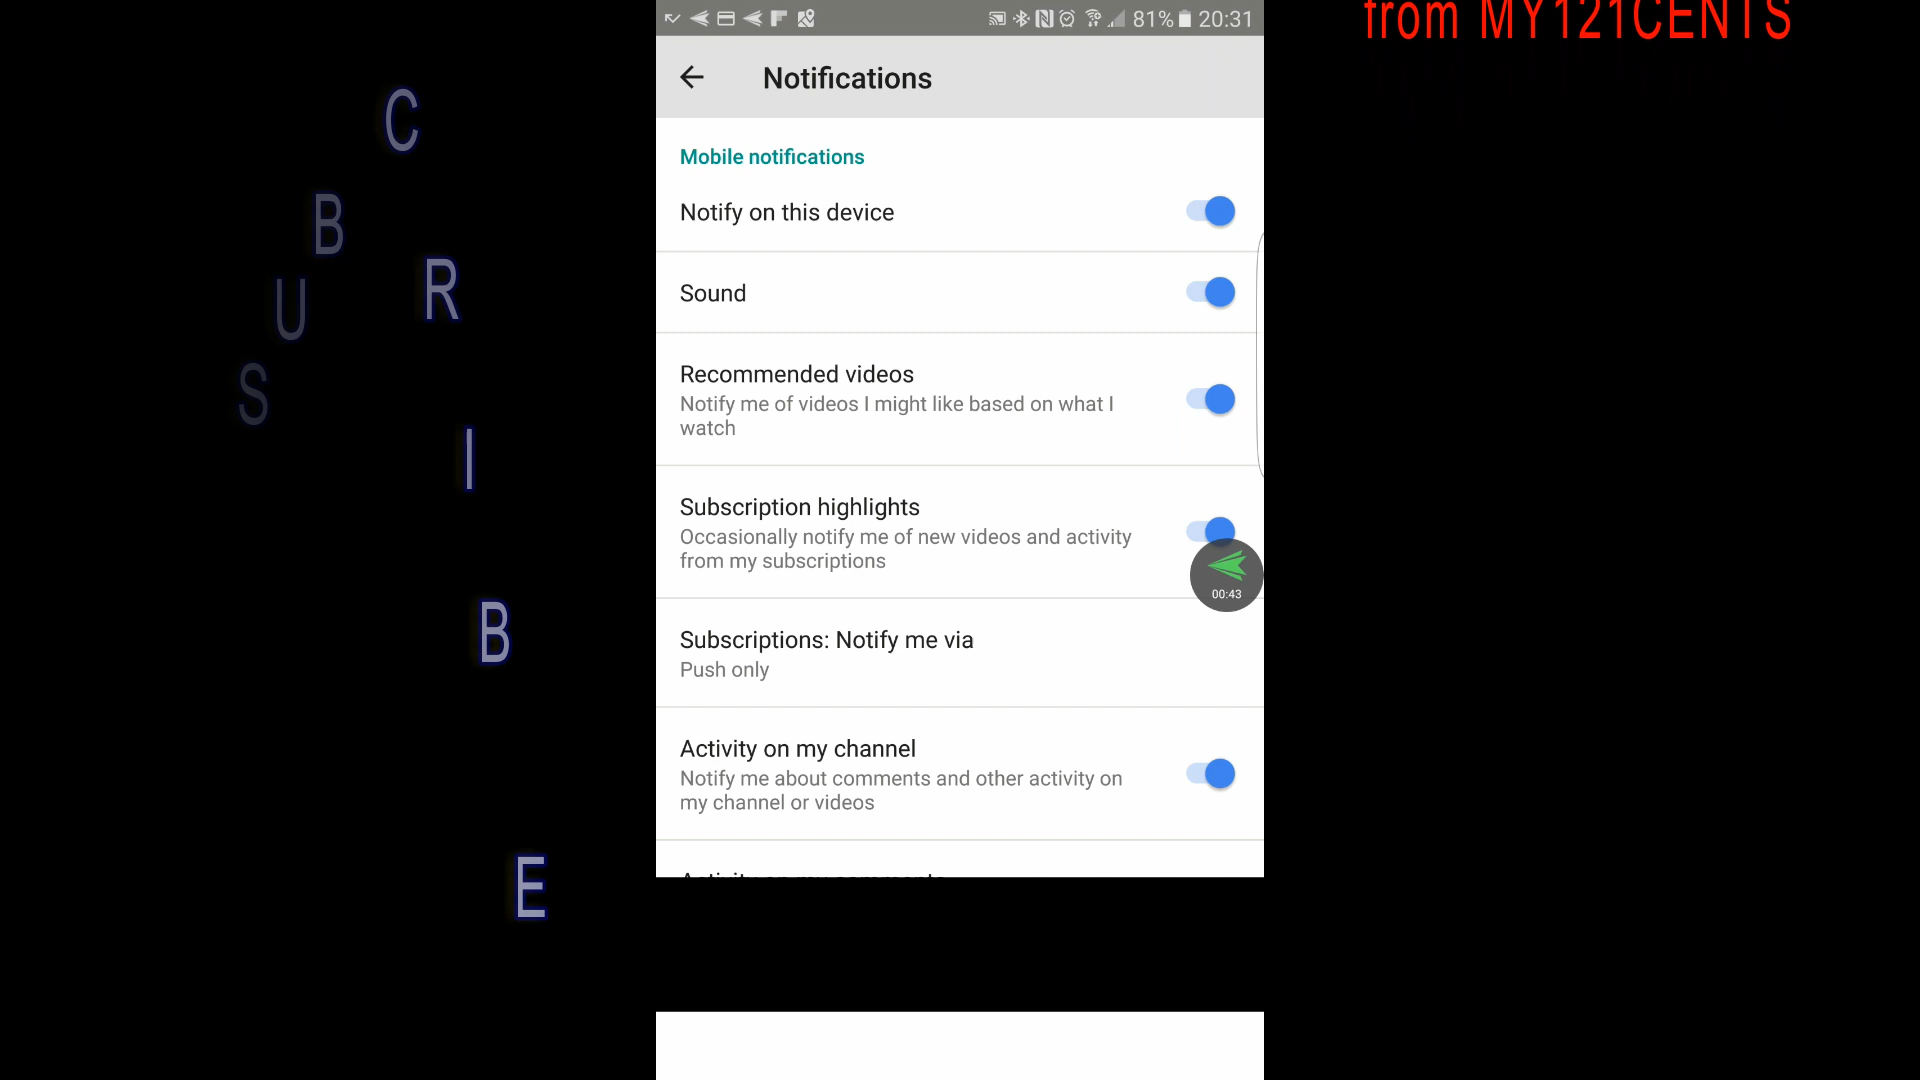 from MY121CENTS
81% 20:31
Notifications
Mobile notifications
Notify on this device
Sound
Recommended videos
Notify me of videos I might like based on what I
watch
Subscription highlights
Occasionally notify me of new videos and activity
from my subscriptions
00:43
Subscriptions: Notify me via
Push only
Activity on my channel
Notify me about comments and other activity on
my channel or videos
S
U
B
C
R
I
B
E